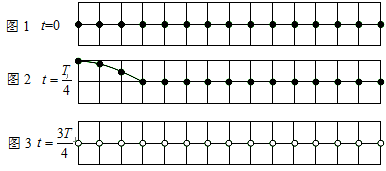 图 1 t=0
图 2 t = T/4
图 3 t = 3T/4